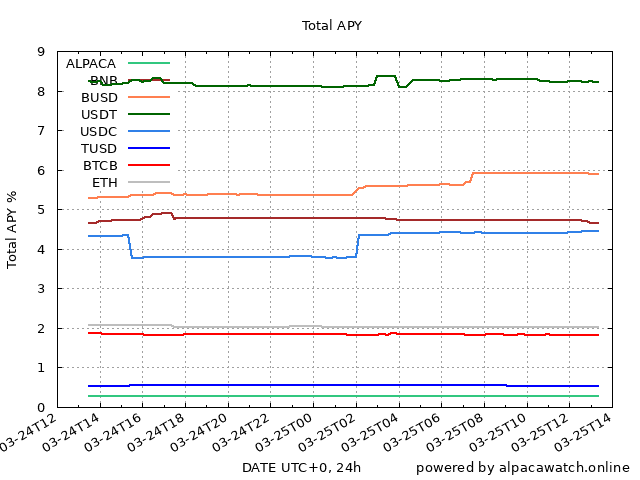 Total APY
Total APY %
9
8
7
6
5
4
3
2
1
0
ALPACA
BNB
BUSD
USDT
USDC
TUSD
BTCB
ETH
03-24T12
03-24T14
03-24T16
03-24T18
03-24T20
03-24T22
03-25T00
03-25T02
03-25T04
03-25T06
03-25T08
03-25T10
03-25T12
03-25T14
DATE UTC+0, 24h
powered by alpacawatch.online